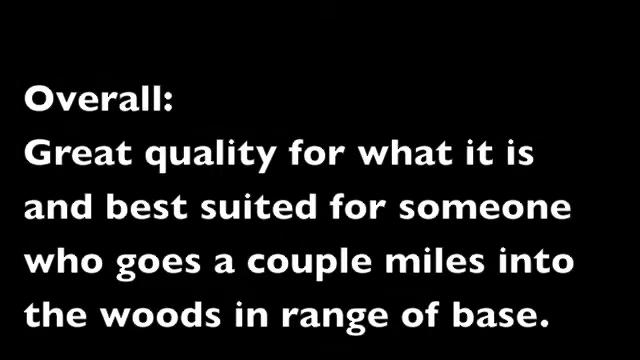 Overall:
Great quality for what it is
and best suited for someone
who goes a couple miles into
the woods in range of base.